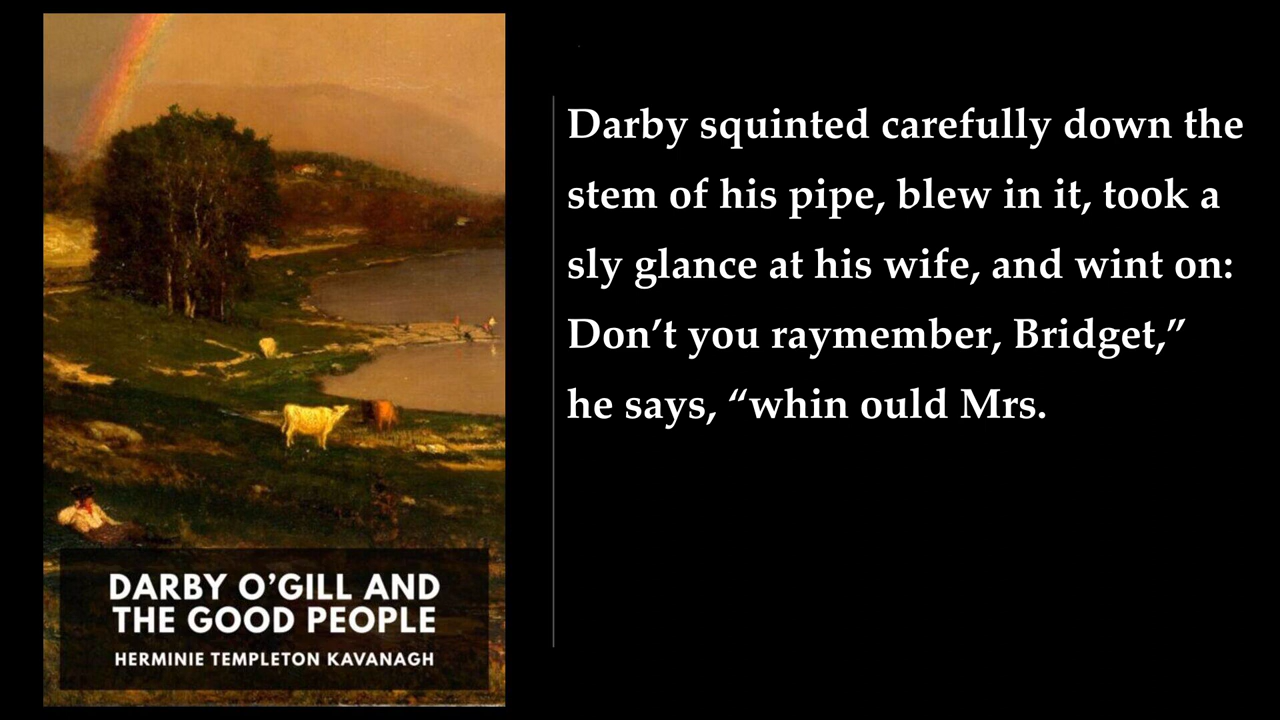 DARBY O’GILL AND
THE GOOD PEOPLE
HERMINIE TEMPLETON KAVANAGH
Darby squinted carefully down the
stem of his pipe, blew in it, took a
sly glance at his wife, and wint on:
Don’t you raymember, Bridget,”
he says, “whin ould Mrs.